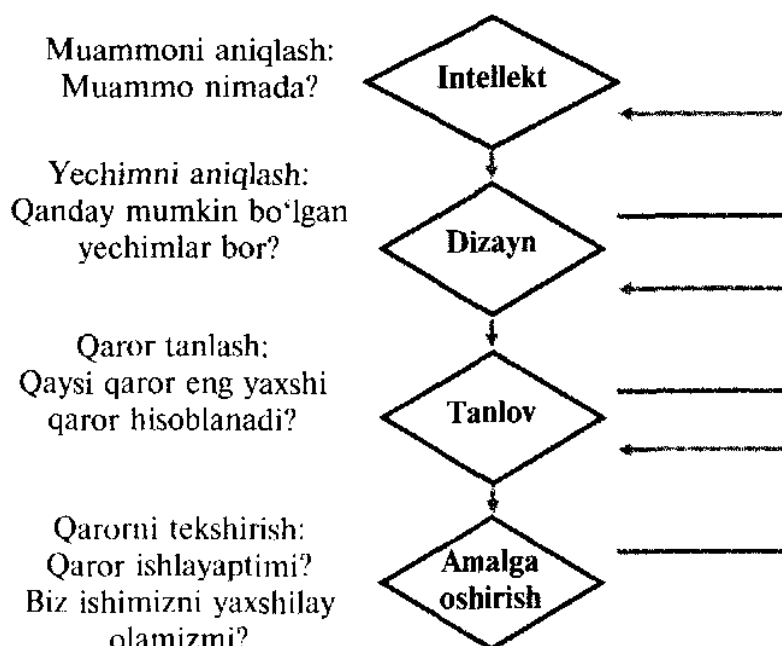 Muammoni aniqlash:
Muammo nimada?
Intellekt
Yechimni aniqlash:
Qanday mumkin bo‘lgan
yechimlar bor?
Dizayn
Qaror tanlash:
Qaysi qaror eng yaxshi
qaror hisoblanadi?
Tanlov
Qarorni tekshirish:
Qaror ishlayaptimi?
Biz ishimizni yaxshilay
olamizmi?
Amalga
oshirish